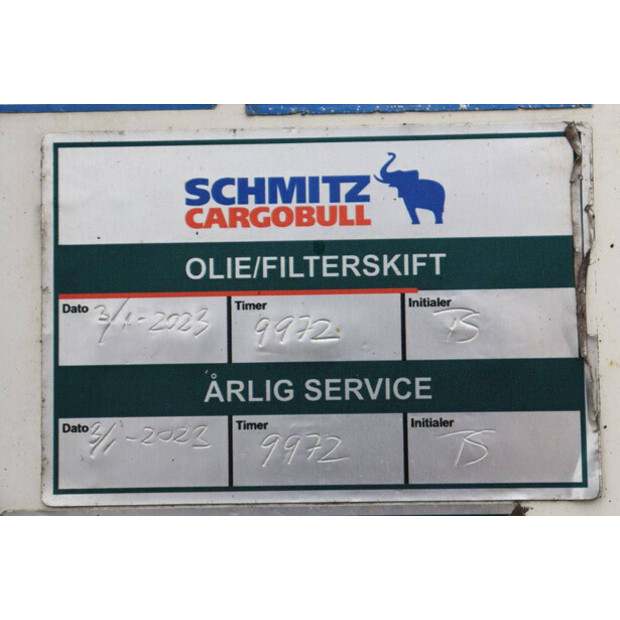 SCHMITZ
CARGOBULL
OLIE/FILTERSKIFT
Dato 3/1-2023 Timer 9972 Initialer TS
ÅRLIG SERVICE
Dato 3/1-2023 Timer 9972 Initialer TS